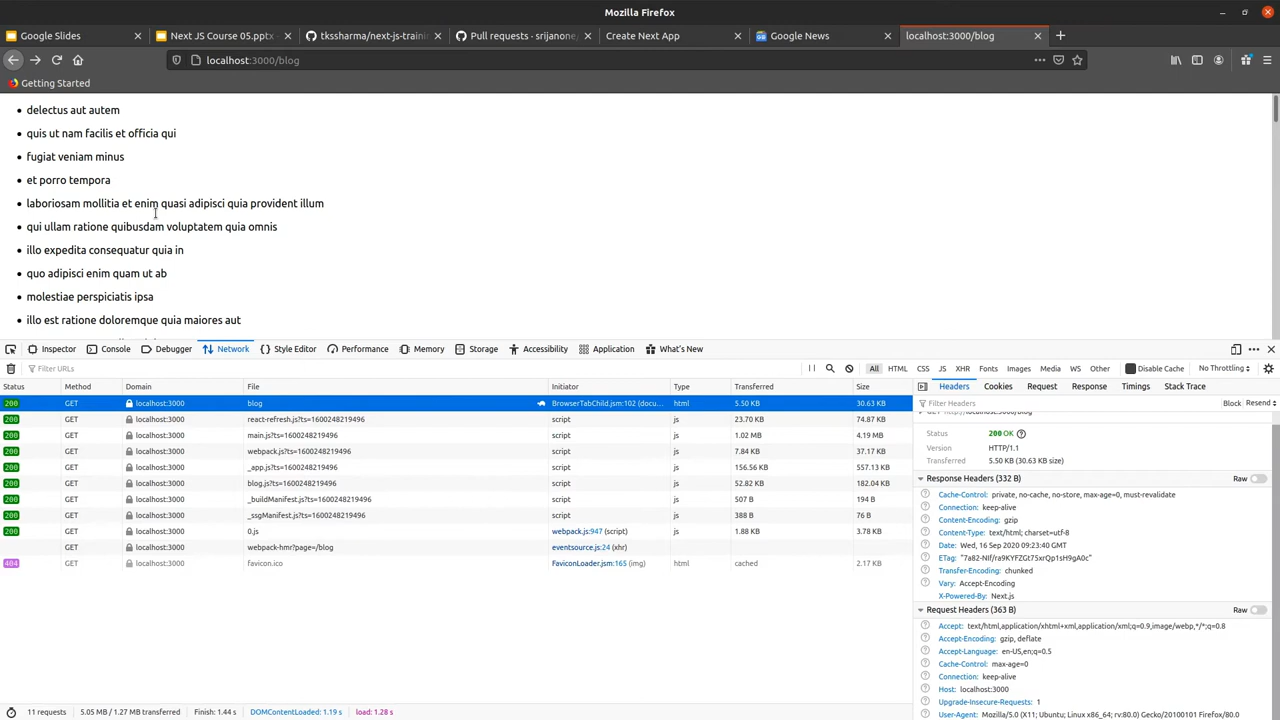 Mozilla Firefox
Google Slides
Next JS Course 05.pptx
tkssharma/next-js-traini
Pull requests · srijanone/
Create Next App
Google News
localhost:3000/blog
localhost:3000/blog
Getting Started
delectus aut autem
quis ut nam facilis et officia qui
fugiat veniam minus
et porro tempora
laboriosam mollitia et enim quasi adipisci quia provident illum
qui ullam ratione quibusdam voluptatem quia omnis
illo expedita consequatur quia in
quo adipisci enim quam ut ab
molestiae perspiciatis ipsa
illo est ratione doloremque quia maiores aut
Inspector Console Debugger Network Style Editor Performance Memory Storage Accessibility Application What's New
Filter URLs
All HTML CSS JS XHR Fonts Images Media WS Other Disable Cache No Throttling
Status Method Domain File Initiator Type Transferred Size
200 GET localhost:3000 blog BrowserTabChild.jsm:102 (docu... html 5.50 KB 30.63 KB
200 GET localhost:3000 react-refresh.js?ts=1600248219496 script js 23.70 KB 74.87 KB
200 GET localhost:3000 main.js?ts=1600248219496 script js 1.02 MB 4.19 MB
200 GET localhost:3000 webpack.js?ts=1600248219496 script js 7.84 KB 37.17 KB
200 GET localhost:3000 _app.js?ts=1600248219496 script js 156.56 KB 557.13 KB
200 GET localhost:3000 blog.js?ts=1600248219496 script js 52.82 KB 182.04 KB
200 GET localhost:3000 _buildManifest.js?ts=1600248219496 script js 507 B 194 B
200 GET localhost:3000 _ssgManifest.js?ts=1600248219496 script js 388 B 76 B
200 GET localhost:3000 0.js webpack.js:947 (script) js 1.88 KB 3.78 KB
GET localhost:3000 webpack-hmr?page=/blog eventsource.js:24 (xhr)
404 GET localhost:3000 favicon.ico FaviconLoader.jsm:165 (img) html cached 2.17 KB
Headers Cookies Request Response Timings Stack Trace
Filter Headers Block Resend
Status 200 OK
Version HTTP/1.1
Transferred 5.50 KB (30.63 KB size)
Response Headers (332 B) Raw
Cache-Control: private, no-cache, no-store, max-age=0, must-revalidate
Connection: keep-alive
Content-Encoding: gzip
Content-Type: text/html; charset=utf-8
Date: Wed, 16 Sep 2020 09:23:40 GMT
ETag: "7a82-NIf/ra9KYFZGt75xrQp1sH9gA0c"
Transfer-Encoding: chunked
Vary: Accept-Encoding
X-Powered-By: Next.js
Request Headers (363 B) Raw
Accept: text/html,application/xhtml+xml,application/xml;q=0.9,image/webp,*/*;q=0.8
Accept-Encoding: gzip, deflate
Accept-Language: en-US,en;q=0.5
Cache-Control: max-age=0
Connection: keep-alive
Host: localhost:3000
Upgrade-Insecure-Requests: 1
User-Agent: Mozilla/5.0 (X11; Ubuntu; Linux x86_64; rv:80.0) Gecko/20100101 Firefox/80.0
11 requests 5.05 MB / 1.27 MB transferred Finish: 1.44 s DOMContentLoaded: 1.19 s load: 1.28 s